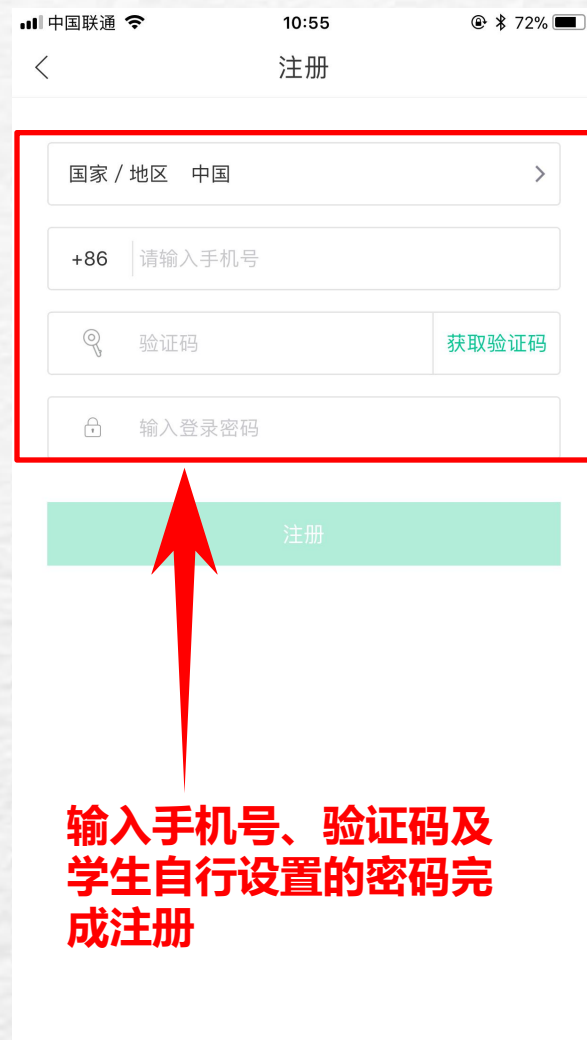 中国联通 10:55 72%
注册
国家 / 地区 中国
+86 请输入手机号
验证码 获取验证码
输入登录密码
注册
输入手机号、验证码及
学生自行设置的密码完
成注册